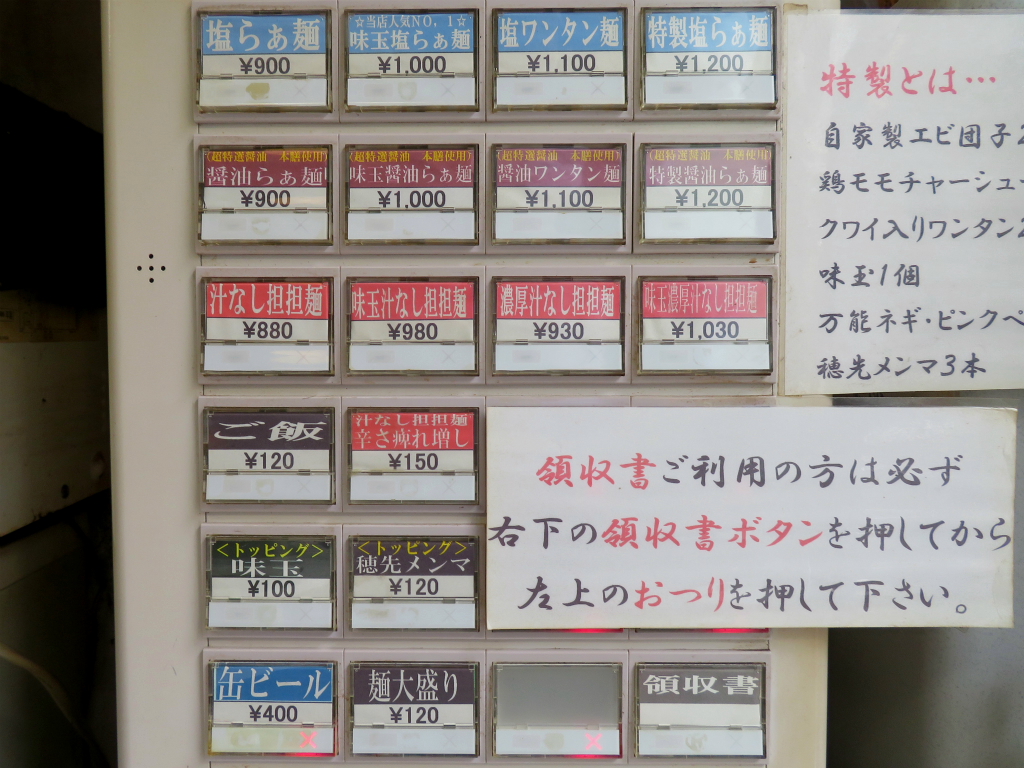 塩らぁ麺
¥900
☆当店人気NO,1☆
味玉塩らぁ麺
¥1,000
塩ワンタン麺
¥1,100
特製塩らぁ麺
¥1,200
(超特選醤油 本膳使用)
醤油らぁ麺
¥900
(超特選醤油 本膳使用)
味玉醤油らぁ麺
¥1,000
(超特選醤油 本膳使用)
醤油ワンタン麺
¥1,100
(超特選醤油 本膳使用)
特製醤油らぁ麺
¥1,200
汁なし担担麺
¥880
味玉汁なし担担麺
¥980
濃厚汁なし担担麺
¥930
味玉濃厚汁なし担担麺
¥1,030
ご飯
¥120
汁なし担担麺
辛さ痺れ増し
¥150
<トッピング>
味玉
¥100
<トッピング>
穂先メンマ
¥120
缶ビール
¥400
麺大盛り
¥120
領収書
特製とは…
自家製エビ団子2
鶏モモチャーシュー
クワイ入りワンタン2
味玉1個
万能ネギ・ピンクペ
穂先メンマ3本
領収書ご利用の方は必ず
右下の領収書ボタンを押してから
左上のおつりを押して下さい。